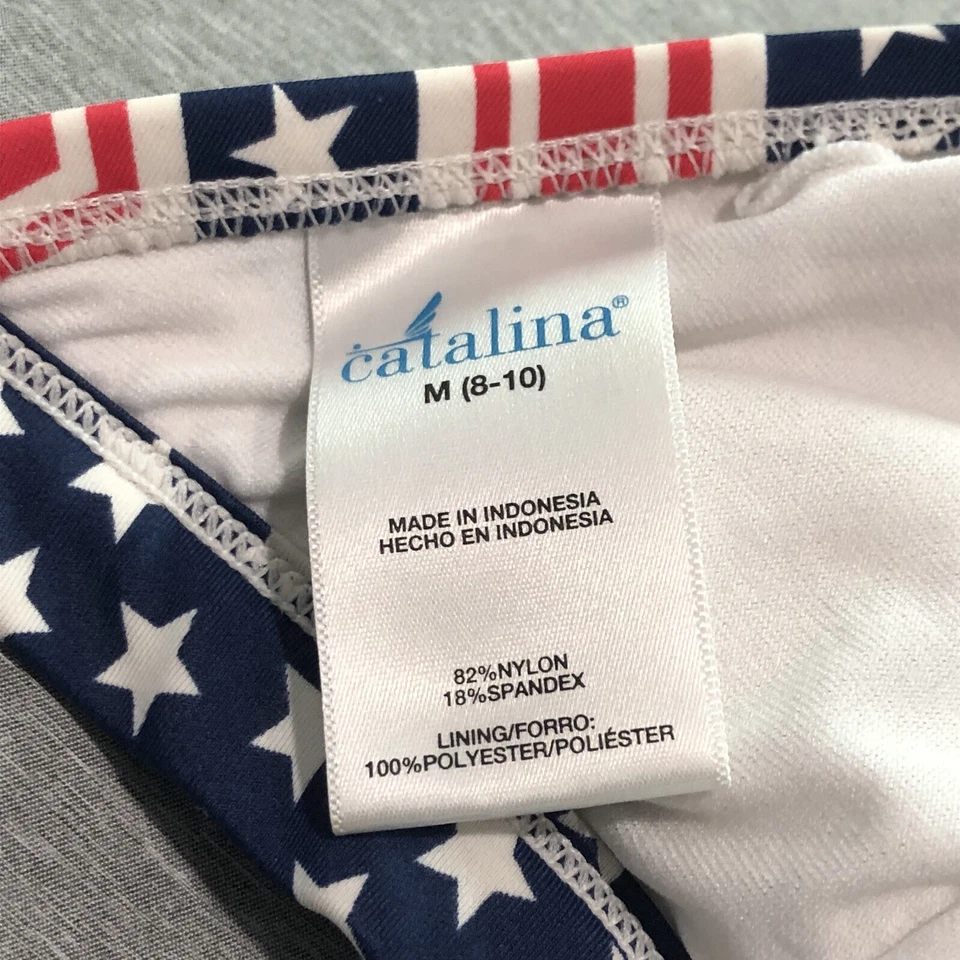 catalina®
M (8-10)
MADE IN INDONESIA
HECHO EN INDONESIA
82%NYLON
18%SPANDEX
LINING/FORRO:
100%POLYESTER/POLIÉSTER